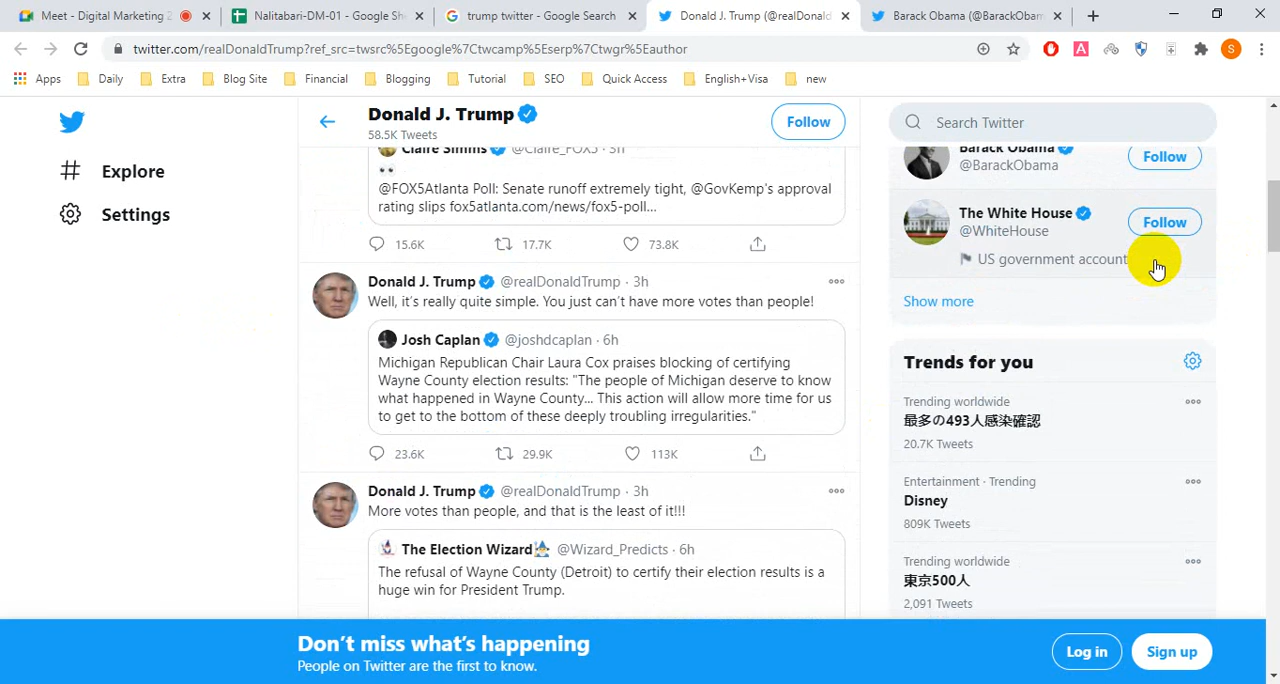 Meet - Digital Marketing 2
Nalitabari-DM-01 - Google She
trump twitter - Google Search
Donald J. Trump (@realDonald
Barack Obama (@BarackObam
twitter.com/realDonaldTrump?ref_src=twsrc%5Egoogle%7Ctwcamp%5Eserp%7Ctwgr%5Eauthor
S
Apps
Daily
Extra
Blog Site
Financial
Blogging
Tutorial
SEO
Quick Access
English+Visa
new
Explore
Settings
Donald J. Trump
58.5K Tweets
Follow
Claire Simms @Claire_FOX5 · 5h
@FOX5Atlanta Poll: Senate runoff extremely tight, @GovKemp's approval
rating slips fox5atlanta.com/news/fox-5-poll...
15.6K 17.7K 73.8K
Donald J. Trump @realDonaldTrump · 3h
Well, it's really quite simple. You just can't have more votes than people!
Josh Caplan @joshdcaplan · 6h
Michigan Republican Chair Laura Cox praises blocking of certifying
Wayne County election results: "The people of Michigan deserve to know
what happened in Wayne County... This action will allow more time for us
to get to the bottom of these deeply troubling irregularities."
23.6K 29.9K 113K
Donald J. Trump @realDonaldTrump · 3h
More votes than people, and that is the least of it!!!
The Election Wizard @Wizard_Predicts · 6h
The refusal of Wayne County (Detroit) to certify their election results is a
huge win for President Trump.
Search Twitter
Barack Obama
@BarackObama
Follow
The White House
@WhiteHouse
Follow
US government account
Show more
Trends for you
Trending worldwide
最多の493人感染確認
20.7K Tweets
Entertainment · Trending
Disney
809K Tweets
Trending worldwide
東京500人
2,091 Tweets
Don't miss what's happening
People on Twitter are the first to know.
Log in
Sign up